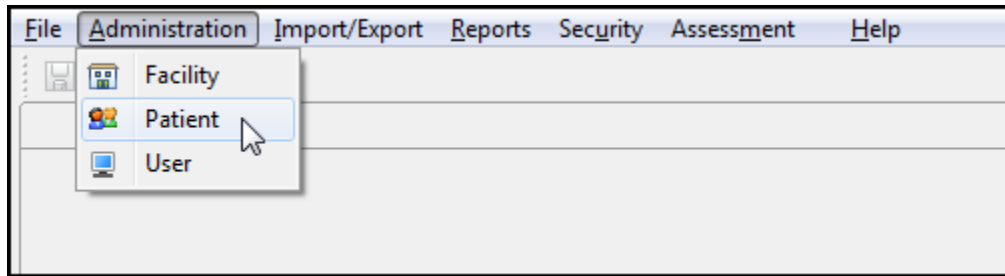 File Administration Import/Export Reports Security Assessment Help
Facility
Patient
User